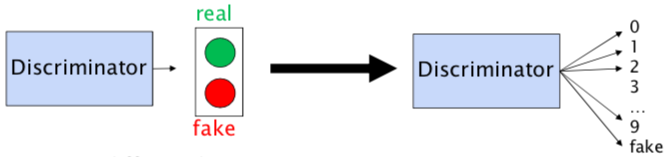 real
Discriminator
fake
Discriminator
0
1
2
3
...
9
fake